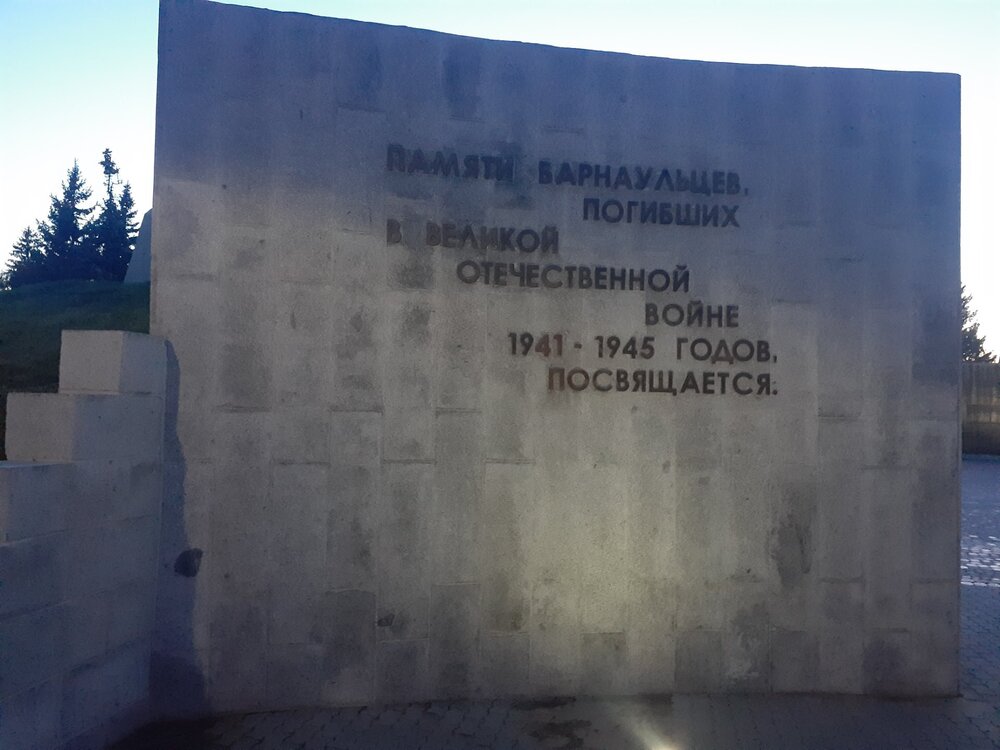 ПАМЯТИ БАРНАУЛЬЦЕВ,
ПОГИБШИХ
В ВЕЛИКОЙ
ОТЕЧЕСТВЕННОЙ
ВОЙНЕ
1941 - 1945 ГОДОВ,
ПОСВЯЩАЕТСЯ.